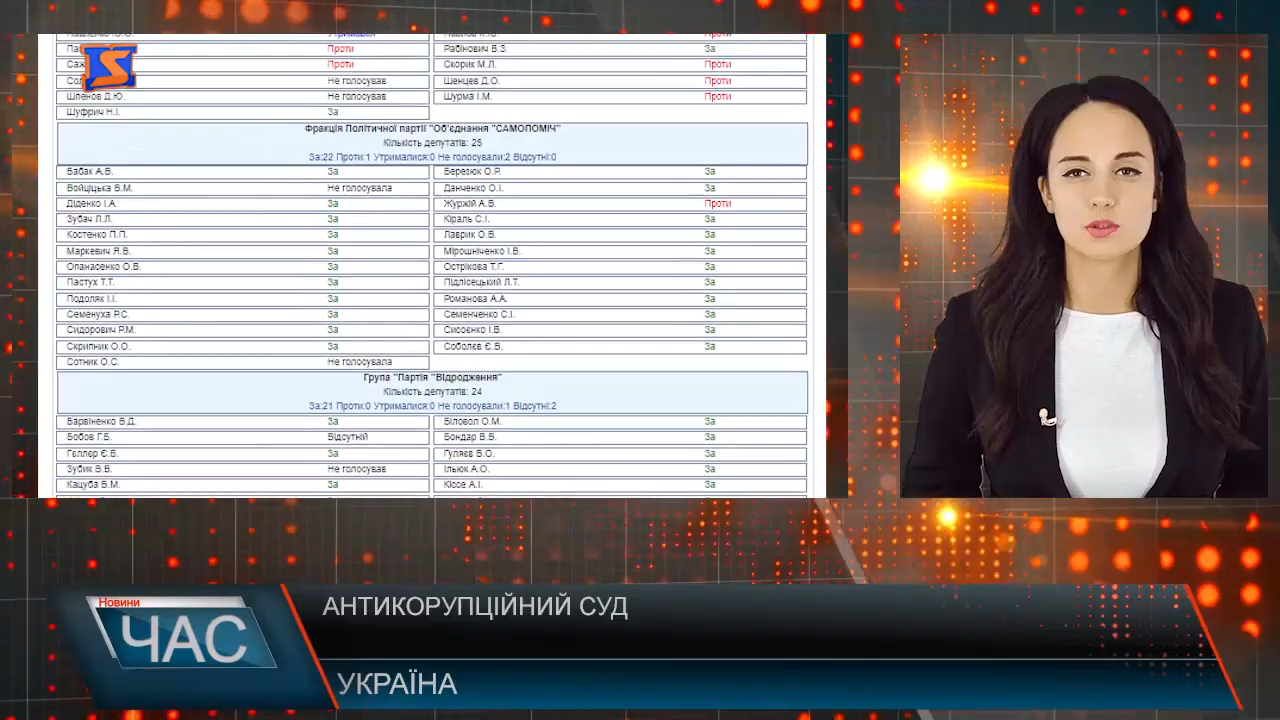 Проти Рабінович В.З. За
Проти Скорик М.Л. Проти
Не голосував Шенцев Д.О. Проти
Шпенов Д.Ю. Не голосував Шурма І.М. Проти
Шуфрич Н.І. За
Фракція Політичної партії "Об'єднання "САМОПОМІЧ"
Кількість депутатів: 25
За:22 Проти:1 Утрималися:0 Не голосували:2 Відсутні:0
Бабак А.В. За Березюк О.Р. За
Войціцька В.М. Не голосувала Данченко О.І. За
Діденко І.А. За Журжій А.В. Проти
Зубач Л.Л. За Кіраль С.І. За
Костенко П.П. За Лаврик О.В. За
Маркевич Я.В. За Мірошніченко І.В. За
Опанасенко О.В. За Острікова Т.Г. За
Пастух Т.Т. За Підлісецький Л.Т. За
Подоляк І.І. За Романова А.А. За
Семенуха Р.С. За Семенченко С.І. За
Сидорович Р.М. За Сисоєнко І.В. За
Скрипник О.О. За Соболєв Є.В. За
Сотник О.С. Не голосувала
Група "Партія "Відродження"
Кількість депутатів: 24
За:21 Проти:0 Утрималися:0 Не голосували:1 Відсутні:2
Барвіненко В.Д. За Біловол О.М. За
Бобов Г.Б. Відсутній Бондар В.В. За
Гєллєр Є.Б. За Гуляєв В.О. За
Зубик В.В. Не голосував Ільюк А.О. За
Кацуба В.М. За Кіссе А.І. За
Новини
ЧАС
АНТИКОРУПЦІЙНИЙ СУД
УКРАЇНА